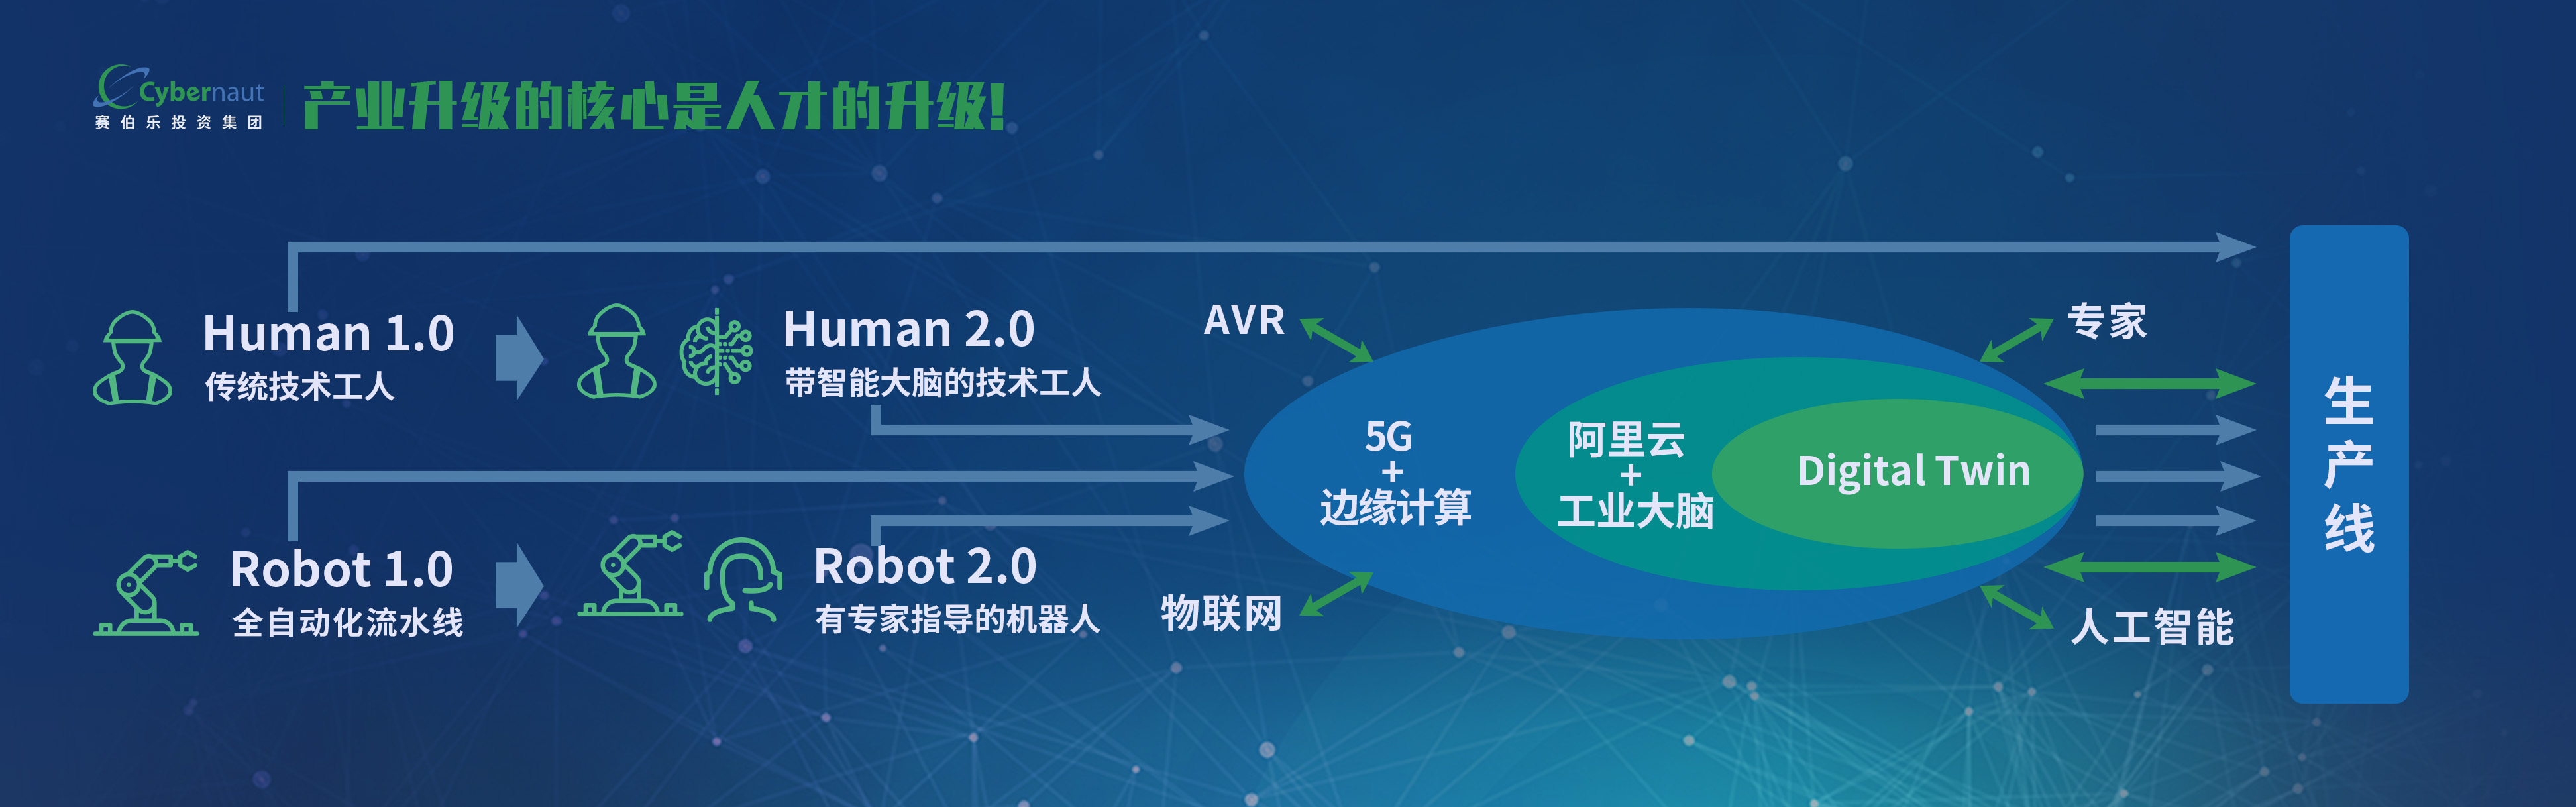 Cybernaut
赛伯乐投资集团
产业升级的核心是人才的升级!
Human 1.0
传统技术工人
Human 2.0
带智能大脑的技术工人
Robot 1.0
全自动化流水线
Robot 2.0
有专家指导的机器人
AVR
物联网
5G
+
边缘计算
阿里云
+
工业大脑
Digital Twin
专家
人工智能
生产线